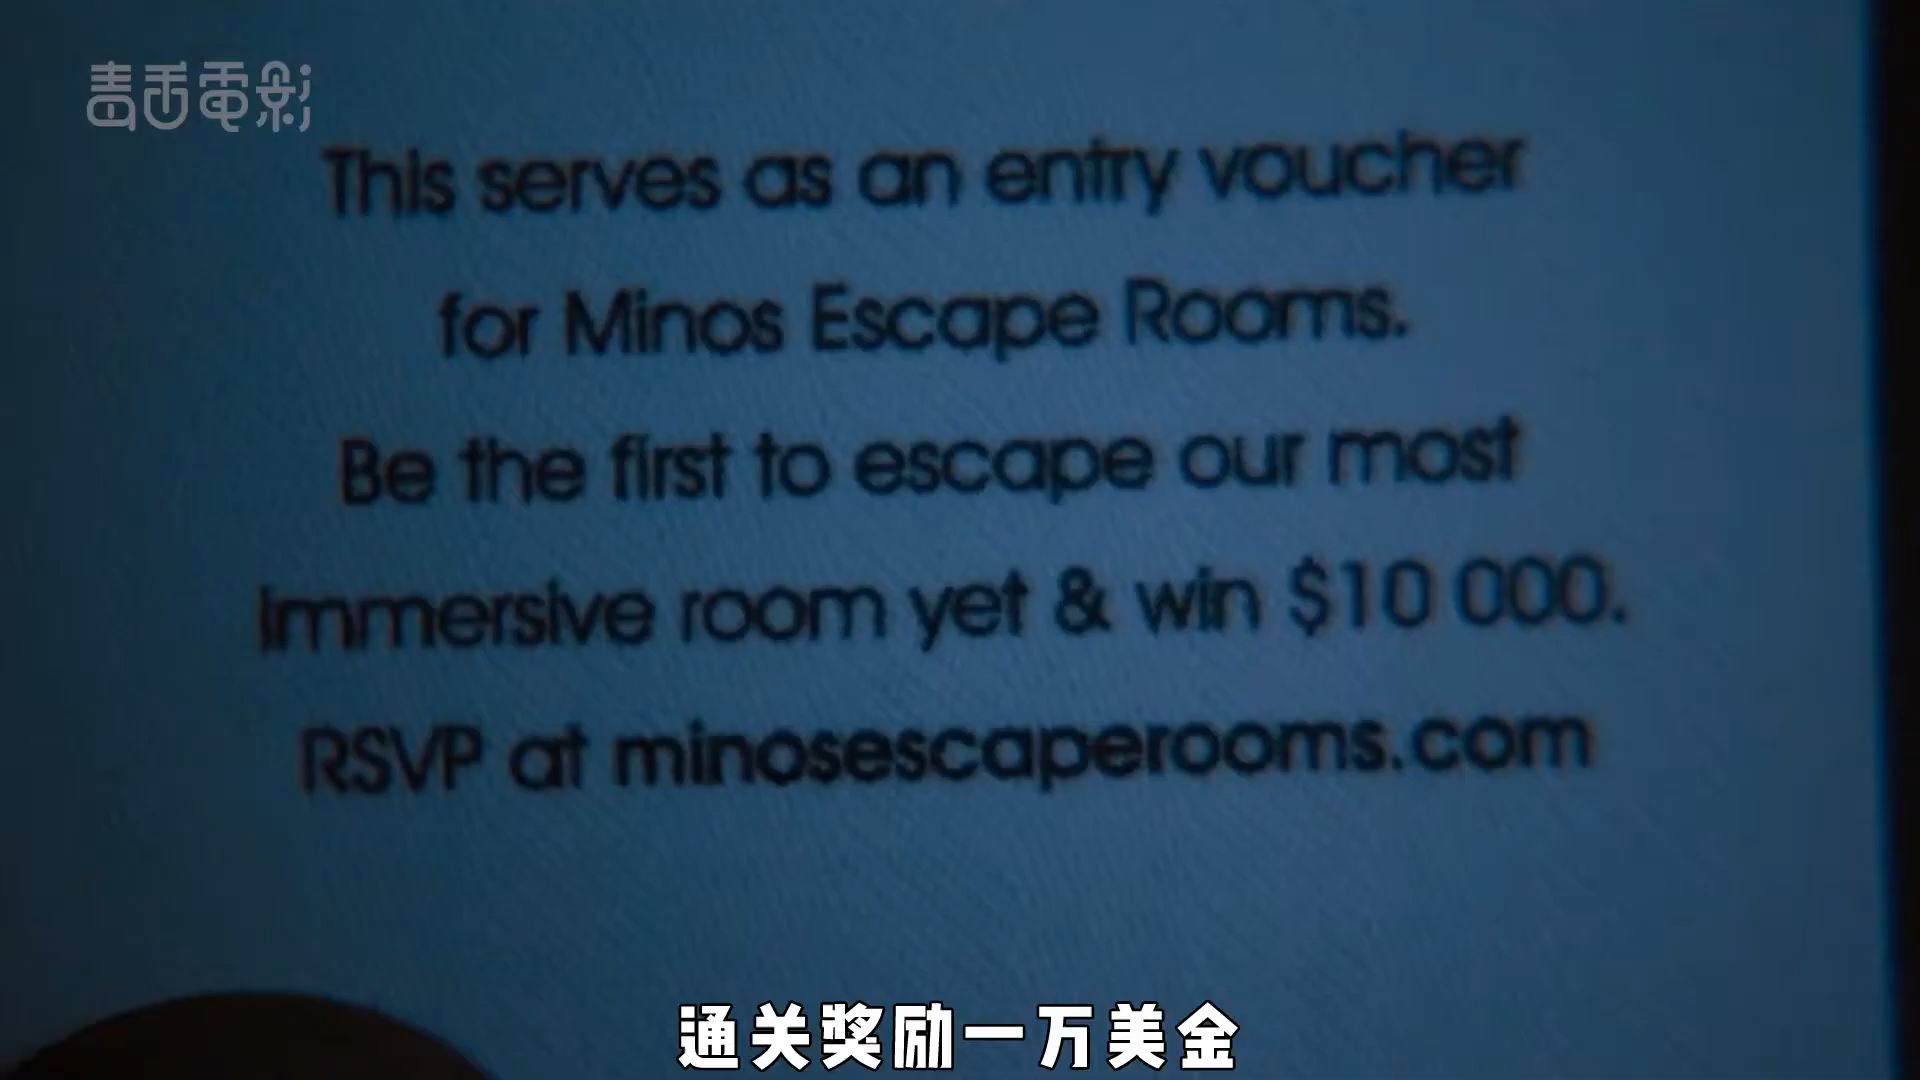 毒舌電影
This serves as an entry voucher
for Minos Escape Rooms.
Be the first to escape our most
immersive room yet & win $10 000.
RSVP at minosescaperooms.com
通关奖励一万美金